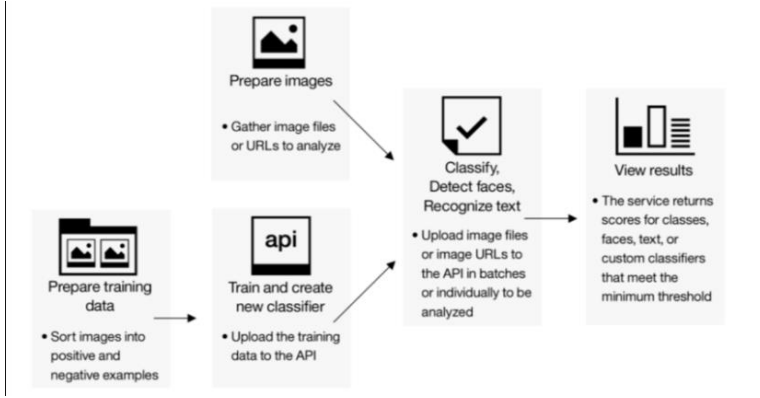 Prepare images
• Gather image files
or URLs to analyze
Prepare training
data
• Sort images into
positive and
negative examples
api
Train and create
new classifier
• Upload the training
data to the API
Classify,
Detect faces,
Recognize text
• Upload image files
or image URLs to
the API in batches
or individually to be
analyzed
View results
• The service returns
scores for classes,
faces, text, or
custom classifiers
that meet the
minimum threshold